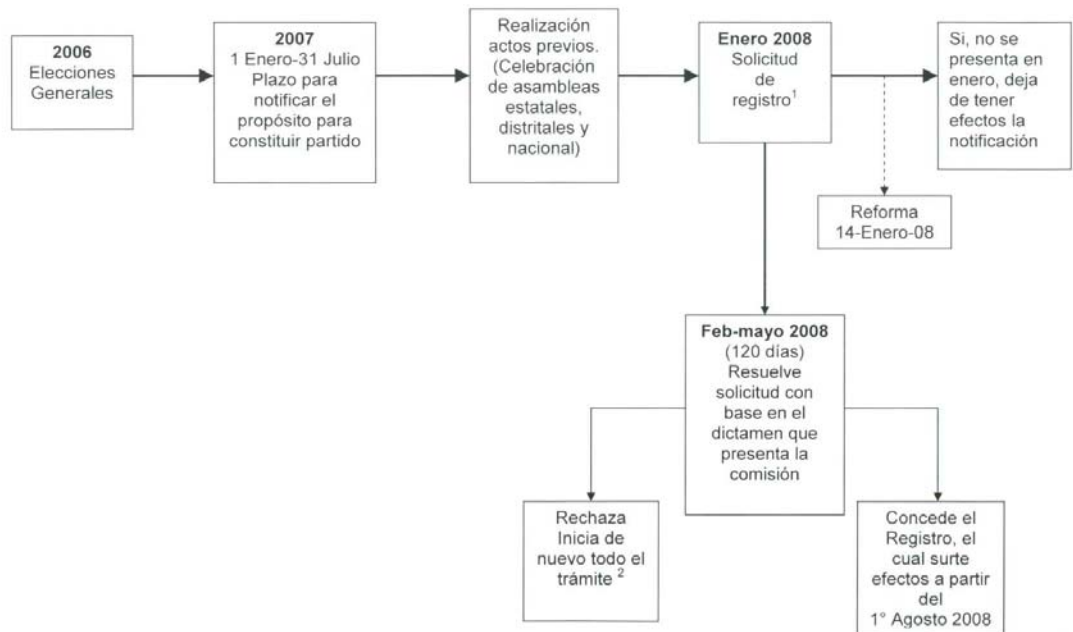 2006
Elecciones
Generales
2007
1 Enero-31 Julio
Plazo para
notificar el
propósito para
constituir partido
Realización
actos previos.
(Celebración
de asambleas
estatales,
distritales y
nacional)
Enero 2008
Solicitud
de
registro¹
Si, no se
presenta en
enero, deja
de tener
efectos la
notificación
Reforma
14-Enero-08
Feb-mayo 2008
(120 días)
Resuelve
solicitud con
base en el
dictamen que
presenta la
comisión
Rechaza
Inicia de
nuevo todo el
trámite ²
Concede el
Registro, el
cual surte
efectos a partir
del
1° Agosto 2008